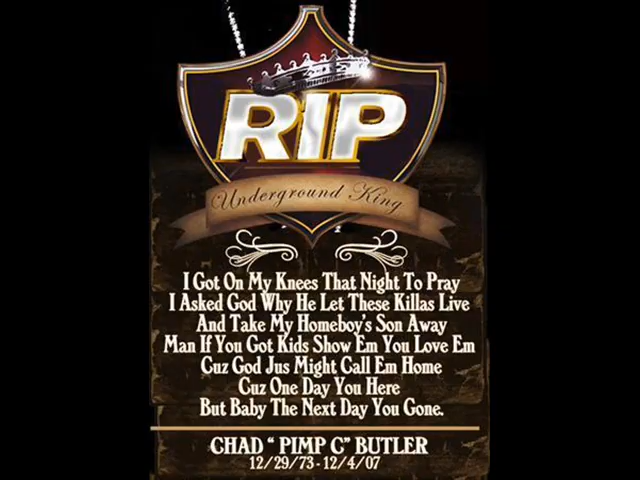 RIP
Underground King
I Got On My Knees That Night To Pray
I Asked God Why He Let These Killas Live
And Take My Homeboy's Son Away
Man If You Got Kids Show Em You Love Em
Cuz God Jus Might Call Em Home
Cuz One Day You Here
But Baby The Next Day You Gone.
CHAD “ PIMP C” BUTLER
12/29/73 - 12/4/07